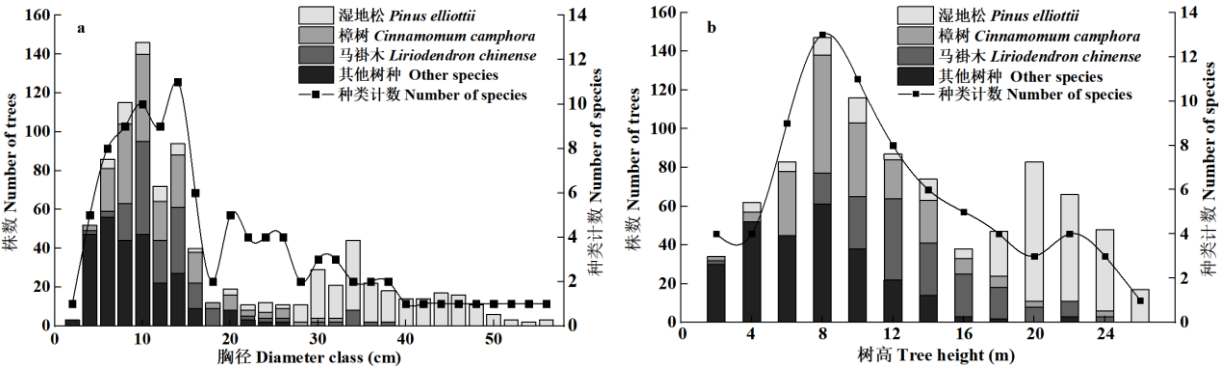 a
湿地松 Pinus elliottii
樟树 Cinnamomum camphora
马褂木 Liriodendron chinense
其他树种 Other species
种类计数 Number of species
株数 Number of trees
160
140
120
100
80
60
40
20
0
14
12
10
8
6
4
2
0
种类计数 Number of species
0 10 20 30 40 50
胸径 Diameter class (cm)
b
湿地松 Pinus elliottii
樟树 Cinnamomum camphora
马褂木 Liriodendron chinense
其他树种 Other species
种类计数 Number of species
株数 Number of trees
160
140
120
100
80
60
40
20
0
14
12
10
8
6
4
2
0
种类计数 Number of species
0 4 8 12 16 20 24
树高 Tree height (m)